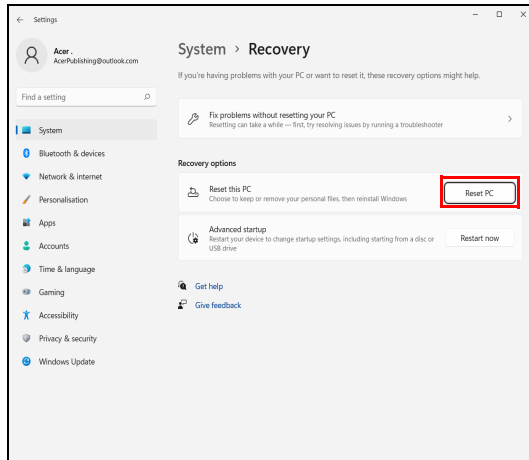 Settings
Acer .
AcerPublishing@outlook.com
Find a setting
System
Bluetooth & devices
Network & internet
Personalisation
Apps
Accounts
Time & language
Gaming
Accessibility
Privacy & security
Windows Update
System > Recovery
If you're having problems with your PC or want to reset it, these recovery options might help.
Fix problems without resetting your PC
Resetting can take a while — first, try resolving issues by running a troubleshooter
Recovery options
Reset this PC
Choose to keep or remove your personal files, then reinstall Windows
Reset PC
Advanced startup
Restart your device to change startup settings, including starting from a disc or
USB drive
Restart now
Get help
Give feedback